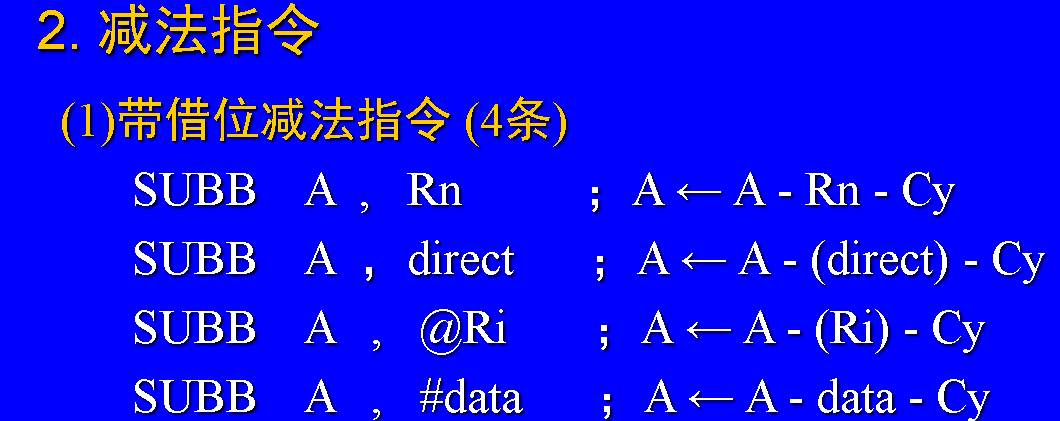 2. 减法指令
(1)带借位减法指令 (4条)
SUBB A , Rn ; A ← A - Rn - Cy
SUBB A , direct ; A ← A - (direct) - Cy
SUBB A , @Ri ; A ← A - (Ri) - Cy
SUBB A , #data ; A ← A - data - Cy